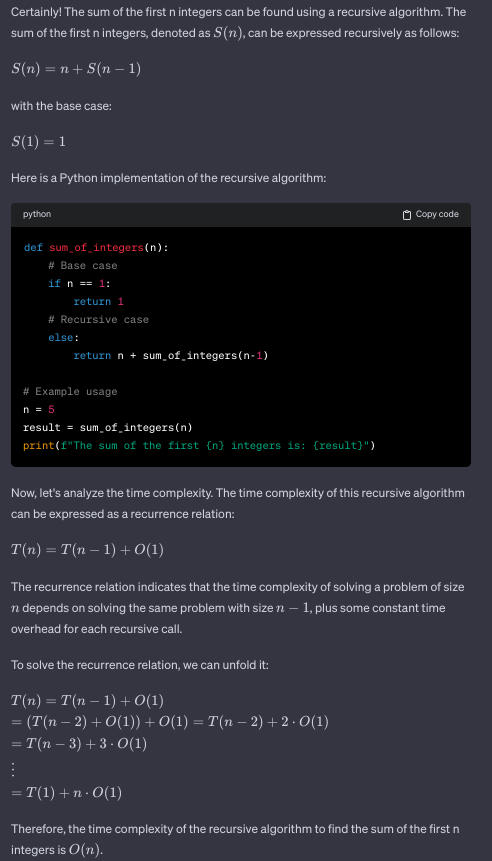 Certainly! The sum of the first n integers can be found using a recursive algorithm. The
sum of the first n integers, denoted as S(n), can be expressed recursively as follows:
S(n) = n + S(n − 1)
with the base case:
S(1) = 1
Here is a Python implementation of the recursive algorithm:
python Copy code
def sum_of_integers(n):
    # Base case
    if n == 1:
        return 1
    # Recursive case
    else:
        return n + sum_of_integers(n-1)
# Example usage
n = 5
result = sum_of_integers(n)
print(f"The sum of the first {n} integers is: {result}")
Now, let's analyze the time complexity. The time complexity of this recursive algorithm
can be expressed as a recurrence relation:
T(n) = T(n − 1) + O(1)
The recurrence relation indicates that the time complexity of solving a problem of size
n depends on solving the same problem with size n − 1, plus some constant time
overhead for each recursive call.
To solve the recurrence relation, we can unfold it:
T(n) = T(n − 1) + O(1)
= (T(n − 2) + O(1)) + O(1) = T(n − 2) + 2 · O(1)
= T(n − 3) + 3 · O(1)
⋮
= T(1) + n · O(1)
Therefore, the time complexity of the recursive algorithm to find the sum of the first n
integers is O(n).